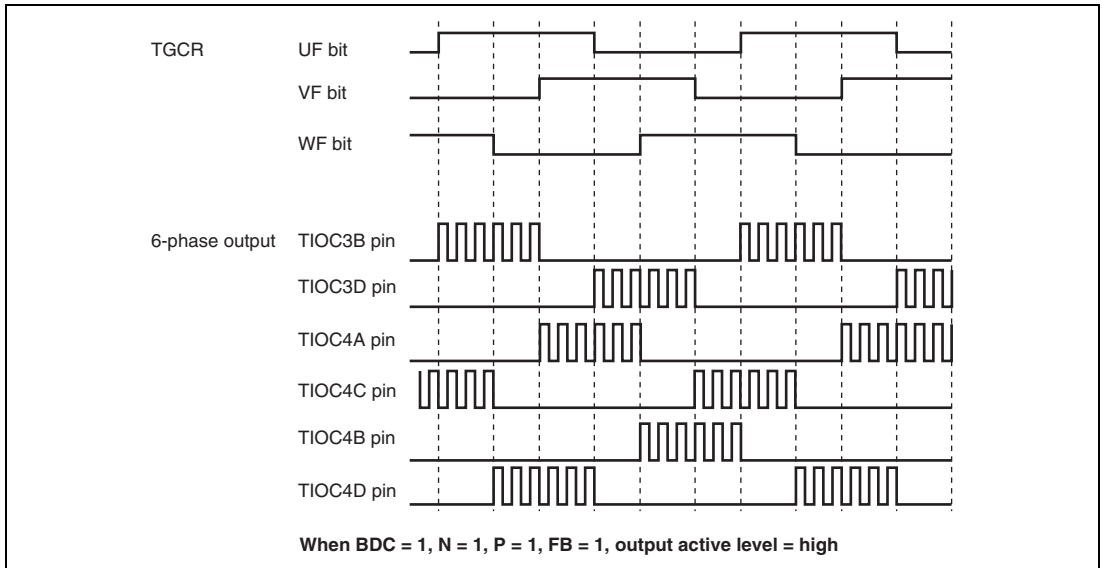 TGCR UF bit
VF bit
WF bit
6-phase output TIOC3B pin
TIOC3D pin
TIOC4A pin
TIOC4C pin
TIOC4B pin
TIOC4D pin
When BDC = 1, N = 1, P = 1, FB = 1, output active level = high